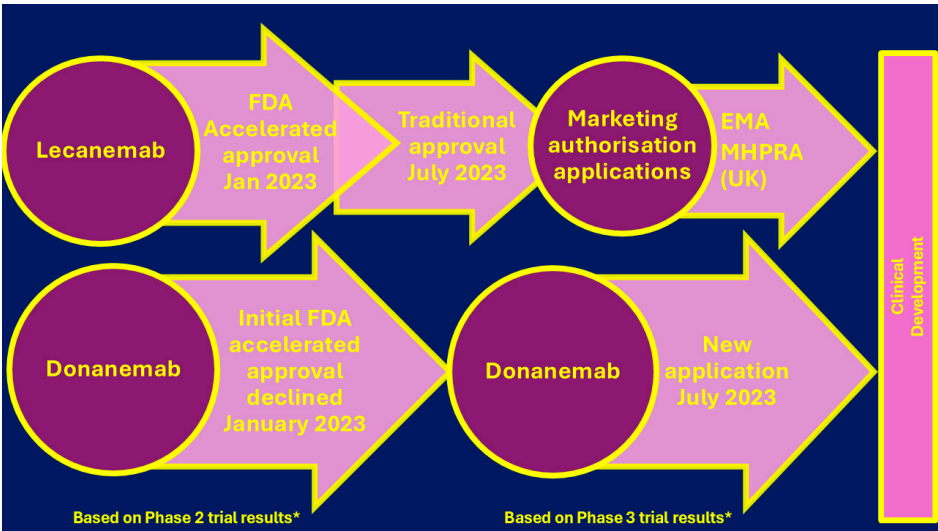 Lecanemab
FDA
Accelerated
approval
Jan 2023
Traditional
approval
July 2023
Marketing
authorisation
applications
EMA
MHPRA
(UK)
Donanemab
Initial FDA
accelerated
approval
declined
January 2023
Donanemab
New
application
July 2023
Clinical
Development
Based on Phase 2 trial results*
Based on Phase 3 trial results*